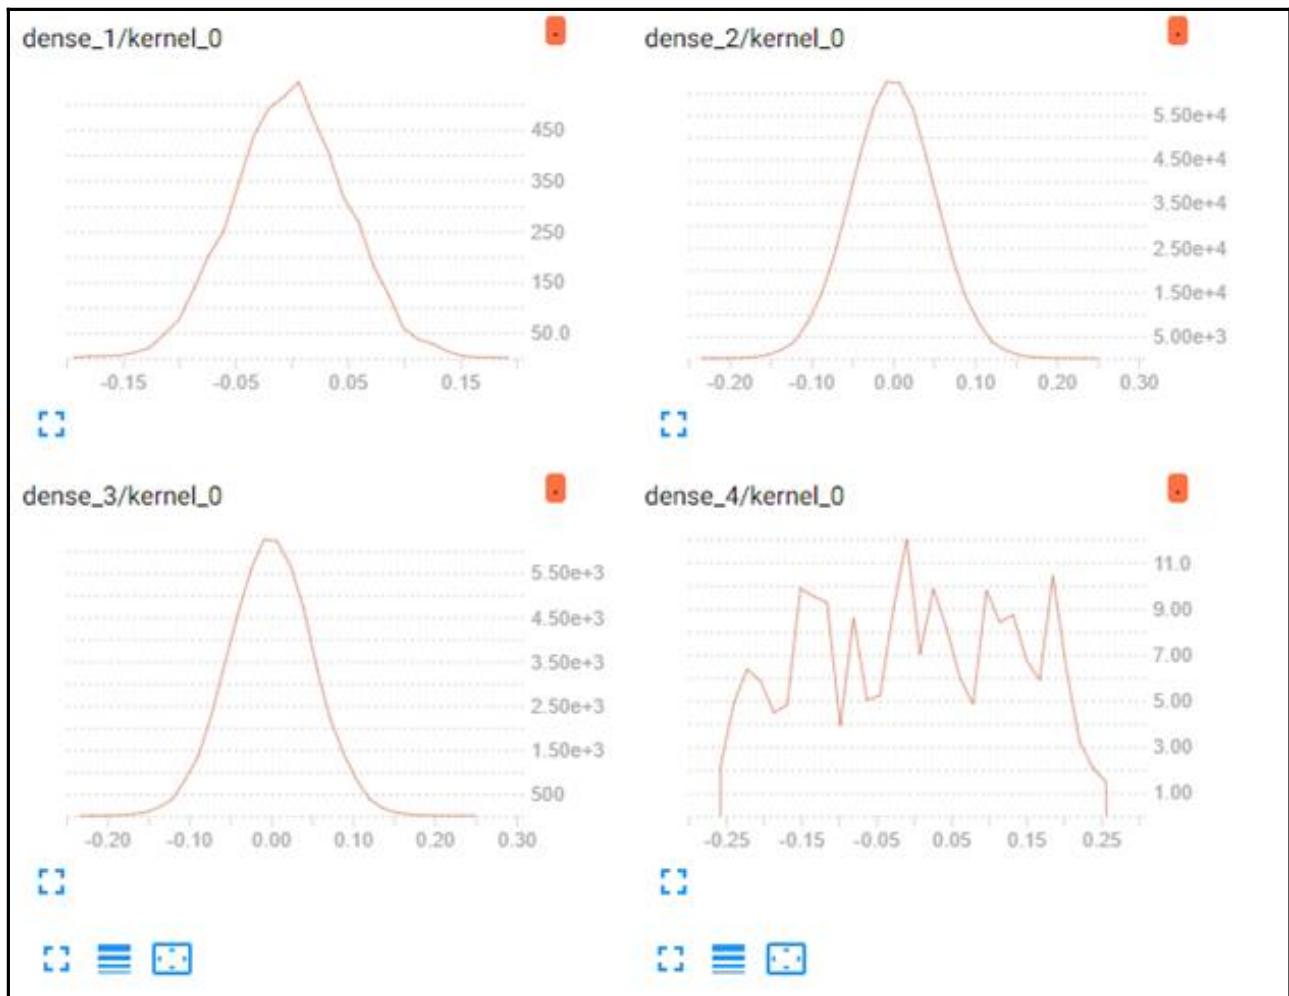 dense_1/kernel_0
450
350
250
150
50.0
-0.15 -0.05 0.05 0.15
dense_2/kernel_0
5.50e+4
4.50e+4
3.50e+4
2.50e+4
1.50e+4
5.00e+3
-0.20 -0.10 0.00 0.10 0.20 0.30
dense_3/kernel_0
5.50e+3
4.50e+3
3.50e+3
2.50e+3
1.50e+3
500
-0.20 -0.10 0.00 0.10 0.20 0.30
dense_4/kernel_0
11.0
9.00
7.00
5.00
3.00
1.00
-0.25 -0.15 -0.05 0.05 0.15 0.25